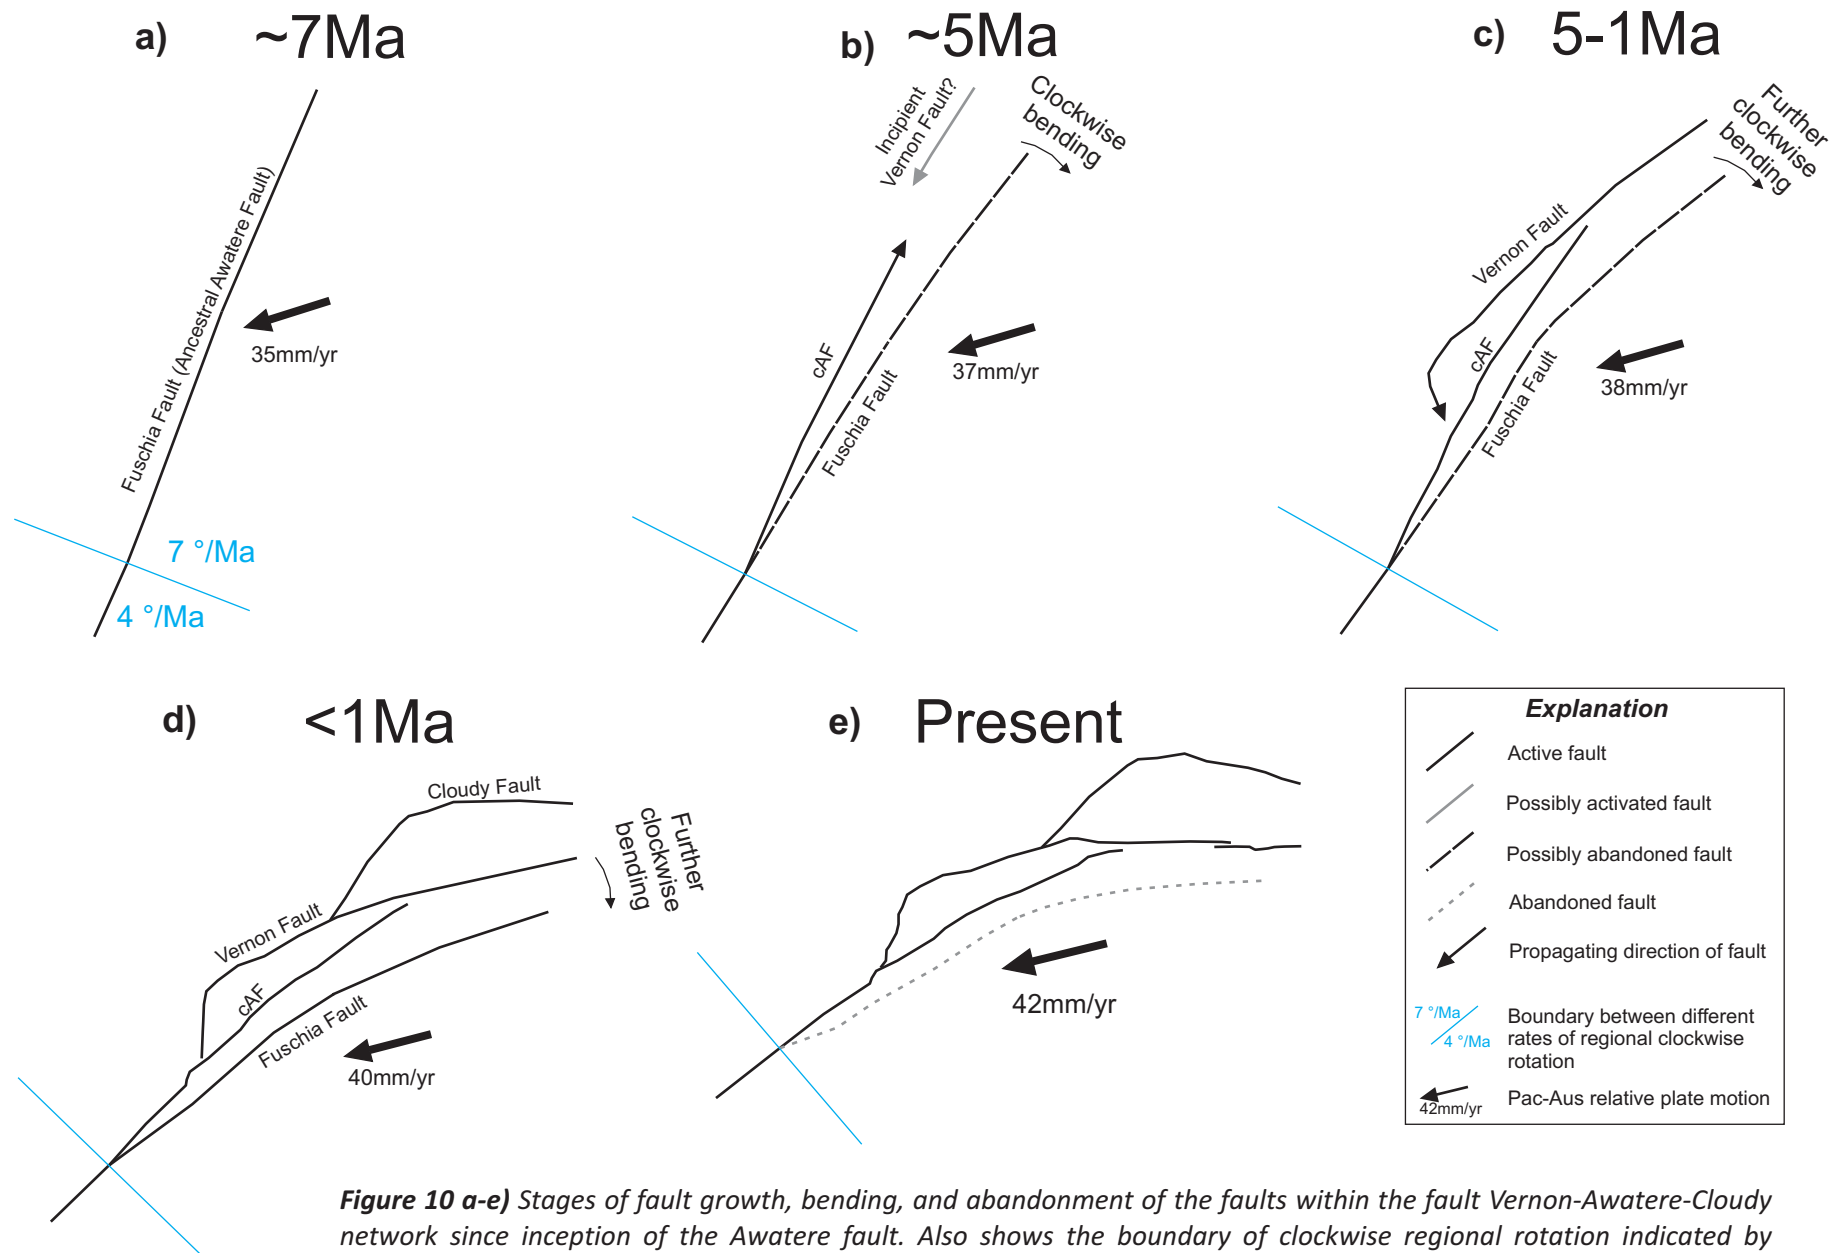 a) ~7Ma
Fuschia Fault (Ancestral Awatere Fault)
35mm/yr
7 °/Ma
4 °/Ma
b) ~5Ma
Incipient
Vernon Fault?
Clockwise
bending
cAF
Fuschia Fault
37mm/yr
c) 5-1Ma
Further
clockwise
bending
Vernon Fault
cAF
Fuschia Fault
38mm/yr
d) <1Ma
Cloudy Fault
Further
clockwise
bending
Vernon Fault
cAF
Fuschia Fault
40mm/yr
e) Present
42mm/yr
Explanation
Active fault
Possibly activated fault
Possibly abandoned fault
Abandoned fault
Propagating direction of fault
7 °/Ma
4 °/Ma
Boundary between different
rates of regional clockwise
rotation
42mm/yr
Pac-Aus relative plate motion
Figure 10 a-e) Stages of fault growth, bending, and abandonment of the faults within the fault Vernon-Awatere-Cloudy
network since inception of the Awatere fault. Also shows the boundary of clockwise regional rotation indicated by